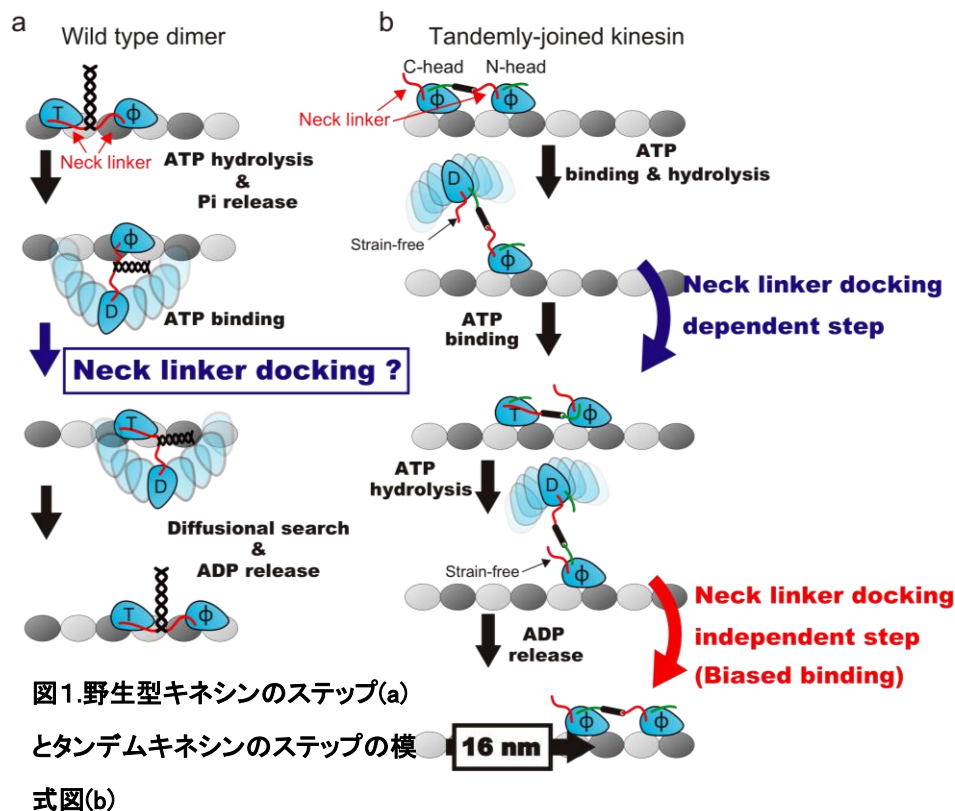 a
Wild type dimer
T
Φ
Neck linker
ATP hydrolysis
&
Pi release
Φ
D
ATP binding
Neck linker docking ?
T
D
Diffusional search
&
ADP release
T
Φ
図1.野生型キネシンのステップ(a)
とタンデムキネシンのステップの模
式図(b)
b
Tandemly-joined kinesin
C-head
N-head
Φ
Φ
Neck linker
ATP
binding & hydrolysis
D
Strain-free
Φ
Neck linker docking
dependent step
ATP
binding
T
Φ
ATP
hydrolysis
D
Strain-free
Φ
Neck linker docking
independent step
(Biased binding)
ADP
release
Φ
Φ
16 nm